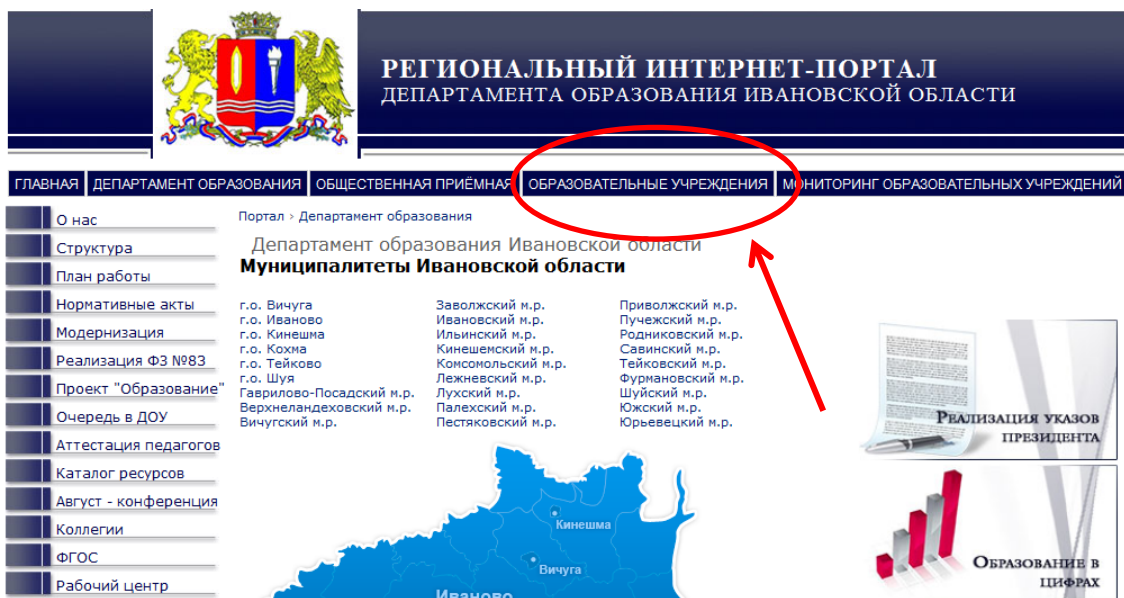 РЕГИОНАЛЬНЫЙ ИНТЕРНЕТ-ПОРТАЛ
ДЕПАРТАМЕНТА ОБРАЗОВАНИЯ ИВАНОВСКОЙ ОБЛАСТИ
ГЛАВНАЯ ДЕПАРТАМЕНТ ОБРАЗОВАНИЯ ОБЩЕСТВЕННАЯ ПРИЁМНАЯ ОБРАЗОВАТЕЛЬНЫЕ УЧРЕЖДЕНИЯ МОНИТОРИНГ ОБРАЗОВАТЕЛЬНЫХ УЧРЕЖДЕНИЙ
О нас
Структура
План работы
Нормативные акты
Модернизация
Реализация ФЗ №83
Проект "Образование"
Очередь в ДОУ
Аттестация педагогов
Каталог ресурсов
Август - конференция
Коллегии
ФГОС
Рабочий центр
Портал › Департамент образования
Департамент образования Ивановской области
Муниципалитеты Ивановской области
г.о. Вичуга
г.о. Иваново
г.о. Кинешма
г.о. Кохма
г.о. Тейково
г.о. Шуя
Гаврилово-Посадский м.р.
Верхнеландеховский м.р.
Вичугский м.р.
Заволжский м.р.
Ивановский м.р.
Ильинский м.р.
Кинешемский м.р.
Комсомольский м.р.
Лежневский м.р.
Лухский м.р.
Палехский м.р.
Пестяковский м.р.
Приволжский м.р.
Пучежский м.р.
Родниковский м.р.
Савинский м.р.
Тейковский м.р.
Фурмановский м.р.
Шуйский м.р.
Южский м.р.
Юрьевецкий м.р.
Кинешма
Вичуга
Иваново
РЕАЛИЗАЦИЯ УКАЗОВ
ПРЕЗИДЕНТА
ОБРАЗОВАНИЕ В
ЦИФРАХ